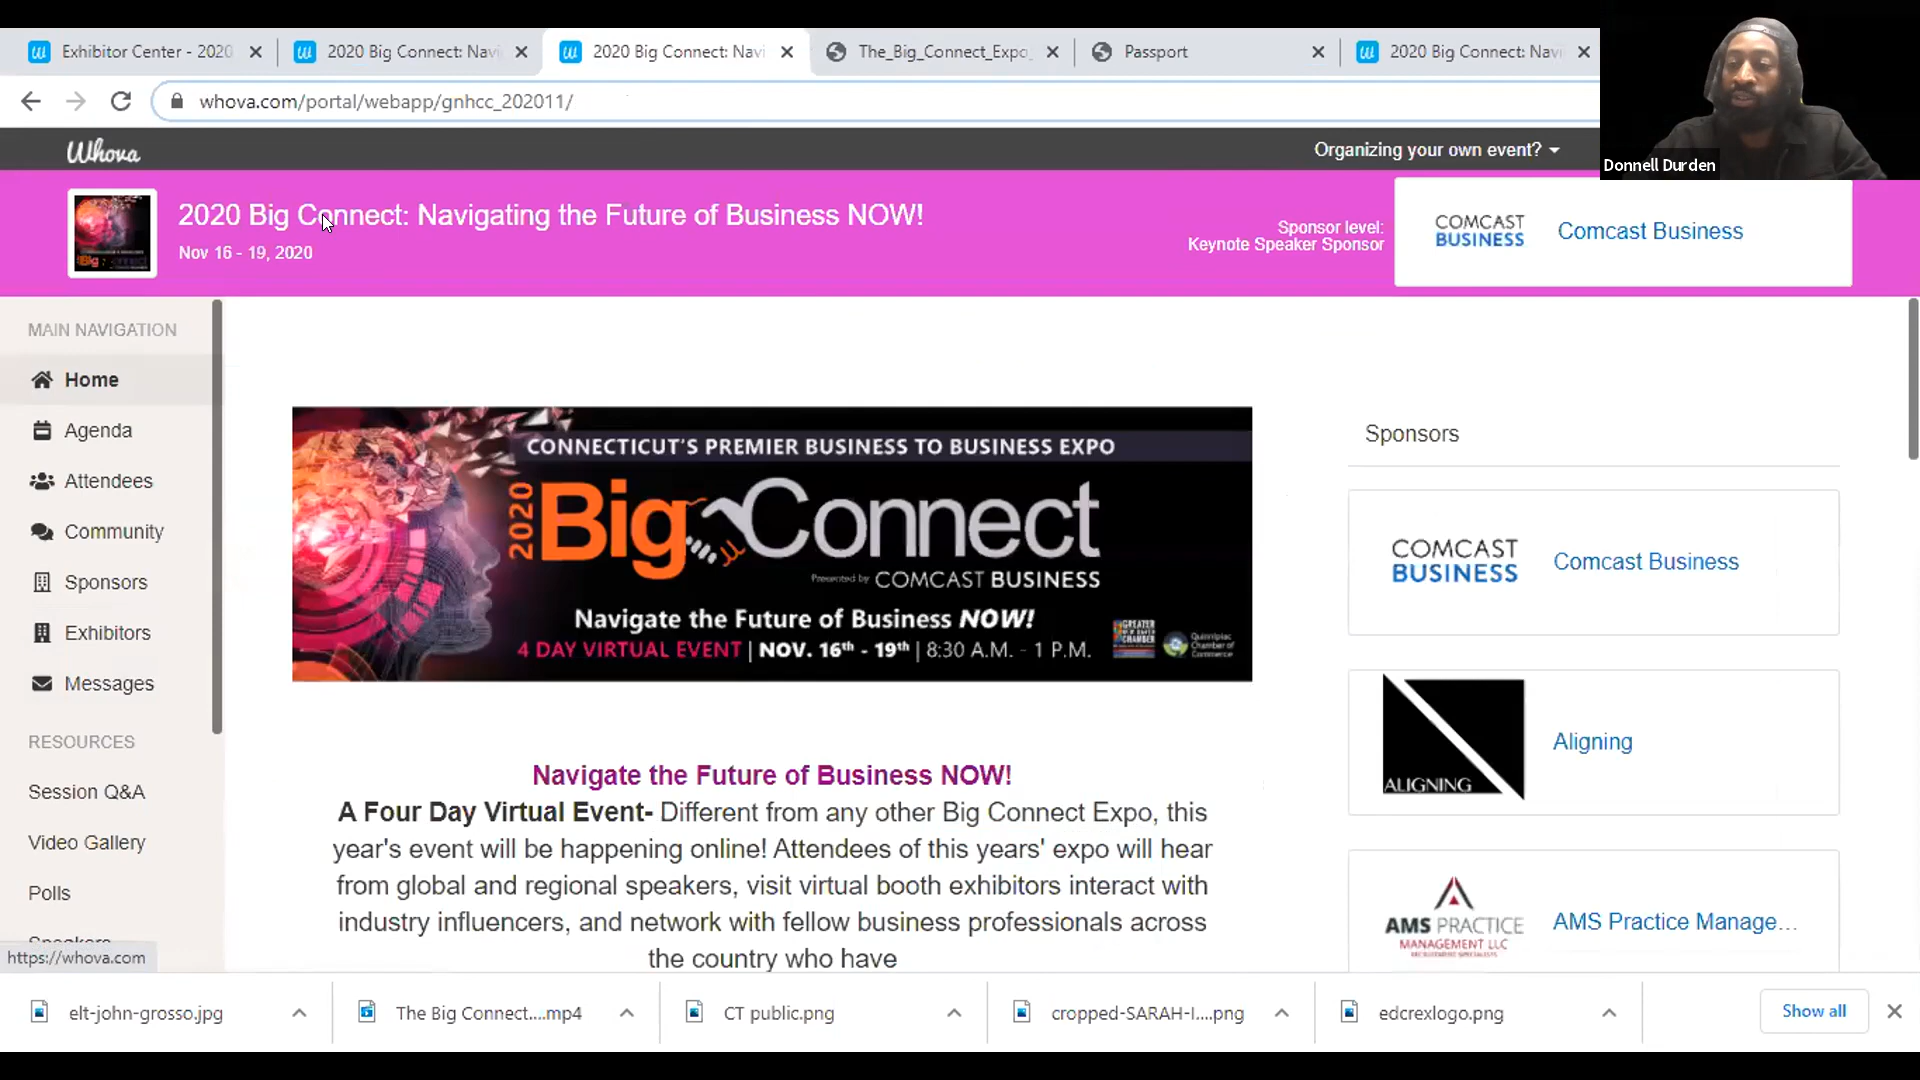 Exhibitor Center - 2020
2020 Big Connect: Navi
2020 Big Connect: Navi
The_Big_Connect_Expo_
Passport
2020 Big Connect: Navi
whova.com/portal/webapp/gnhcc_202011/
Whova
Organizing your own event?
Donnell Durden
2020 Big Connect: Navigating the Future of Business NOW!
Nov 16 - 19, 2020
Sponsor level:
Keynote Speaker Sponsor
COMCAST
BUSINESS
Comcast Business
MAIN NAVIGATION
Home
Agenda
Attendees
Community
Sponsors
Exhibitors
Messages
RESOURCES
Session Q&A
Video Gallery
Polls
Speakers
https://whova.com
CONNECTICUT'S PREMIER BUSINESS TO BUSINESS EXPO
2020 Big Connect
Presented by COMCAST BUSINESS
Navigate the Future of Business NOW!
4 DAY VIRTUAL EVENT | NOV. 16th - 19th | 8:30 A.M. - 1 P.M.
Quinnipiac
Chamber of
Commerce
Navigate the Future of Business NOW!
A Four Day Virtual Event- Different from any other Big Connect Expo, this
year's event will be happening online! Attendees of this years' expo will hear
from global and regional speakers, visit virtual booth exhibitors interact with
industry influencers, and network with fellow business professionals across
the country who have
Sponsors
COMCAST
BUSINESS
Comcast Business
ALIGNING
Aligning
AMS PRACTICE
MANAGEMENT LLC
AMS Practice Manage...
elt-john-grosso.jpg
The Big Connect....mp4
CT public.png
cropped-SARAH-I....png
edcrexlogo.png
Show all